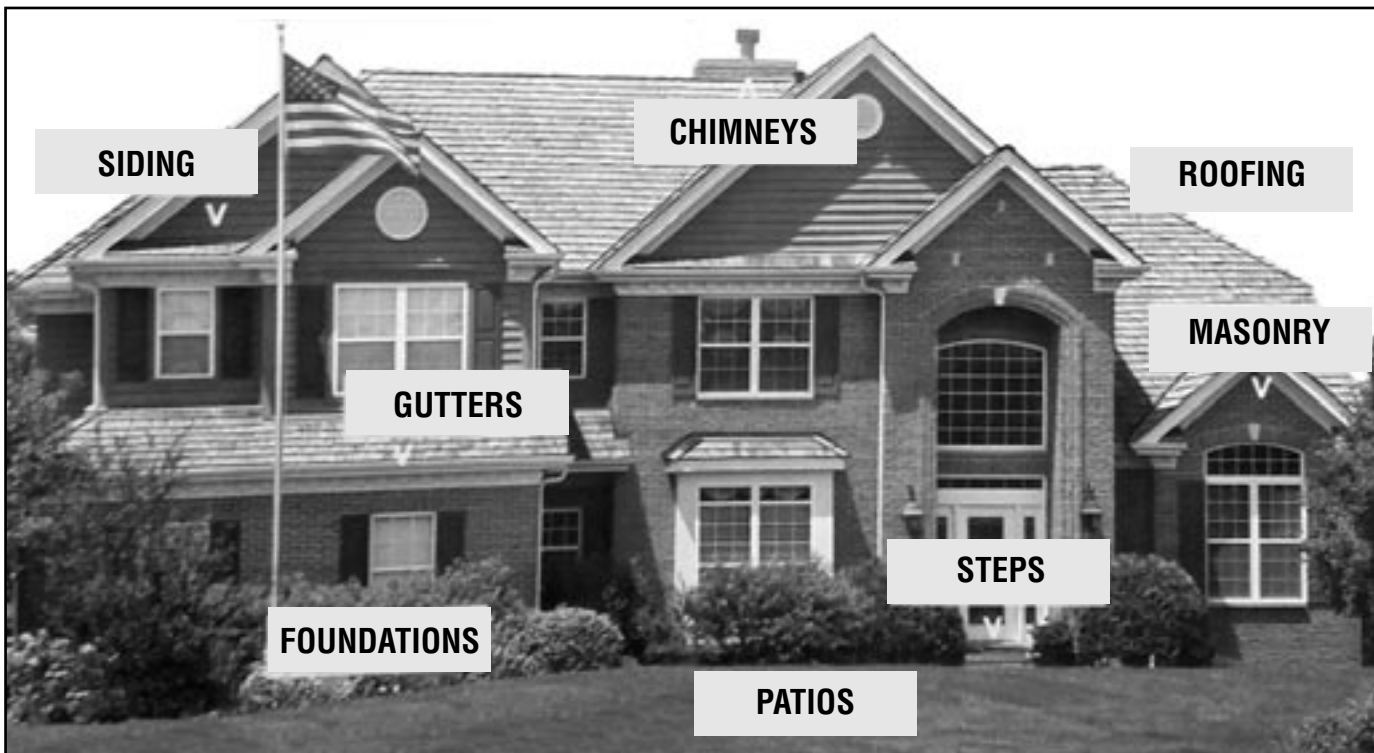 CHIMNEYS
SIDING
ROOFING
MASONRY
GUTTERS
STEPS
FOUNDATIONS
PATIOS